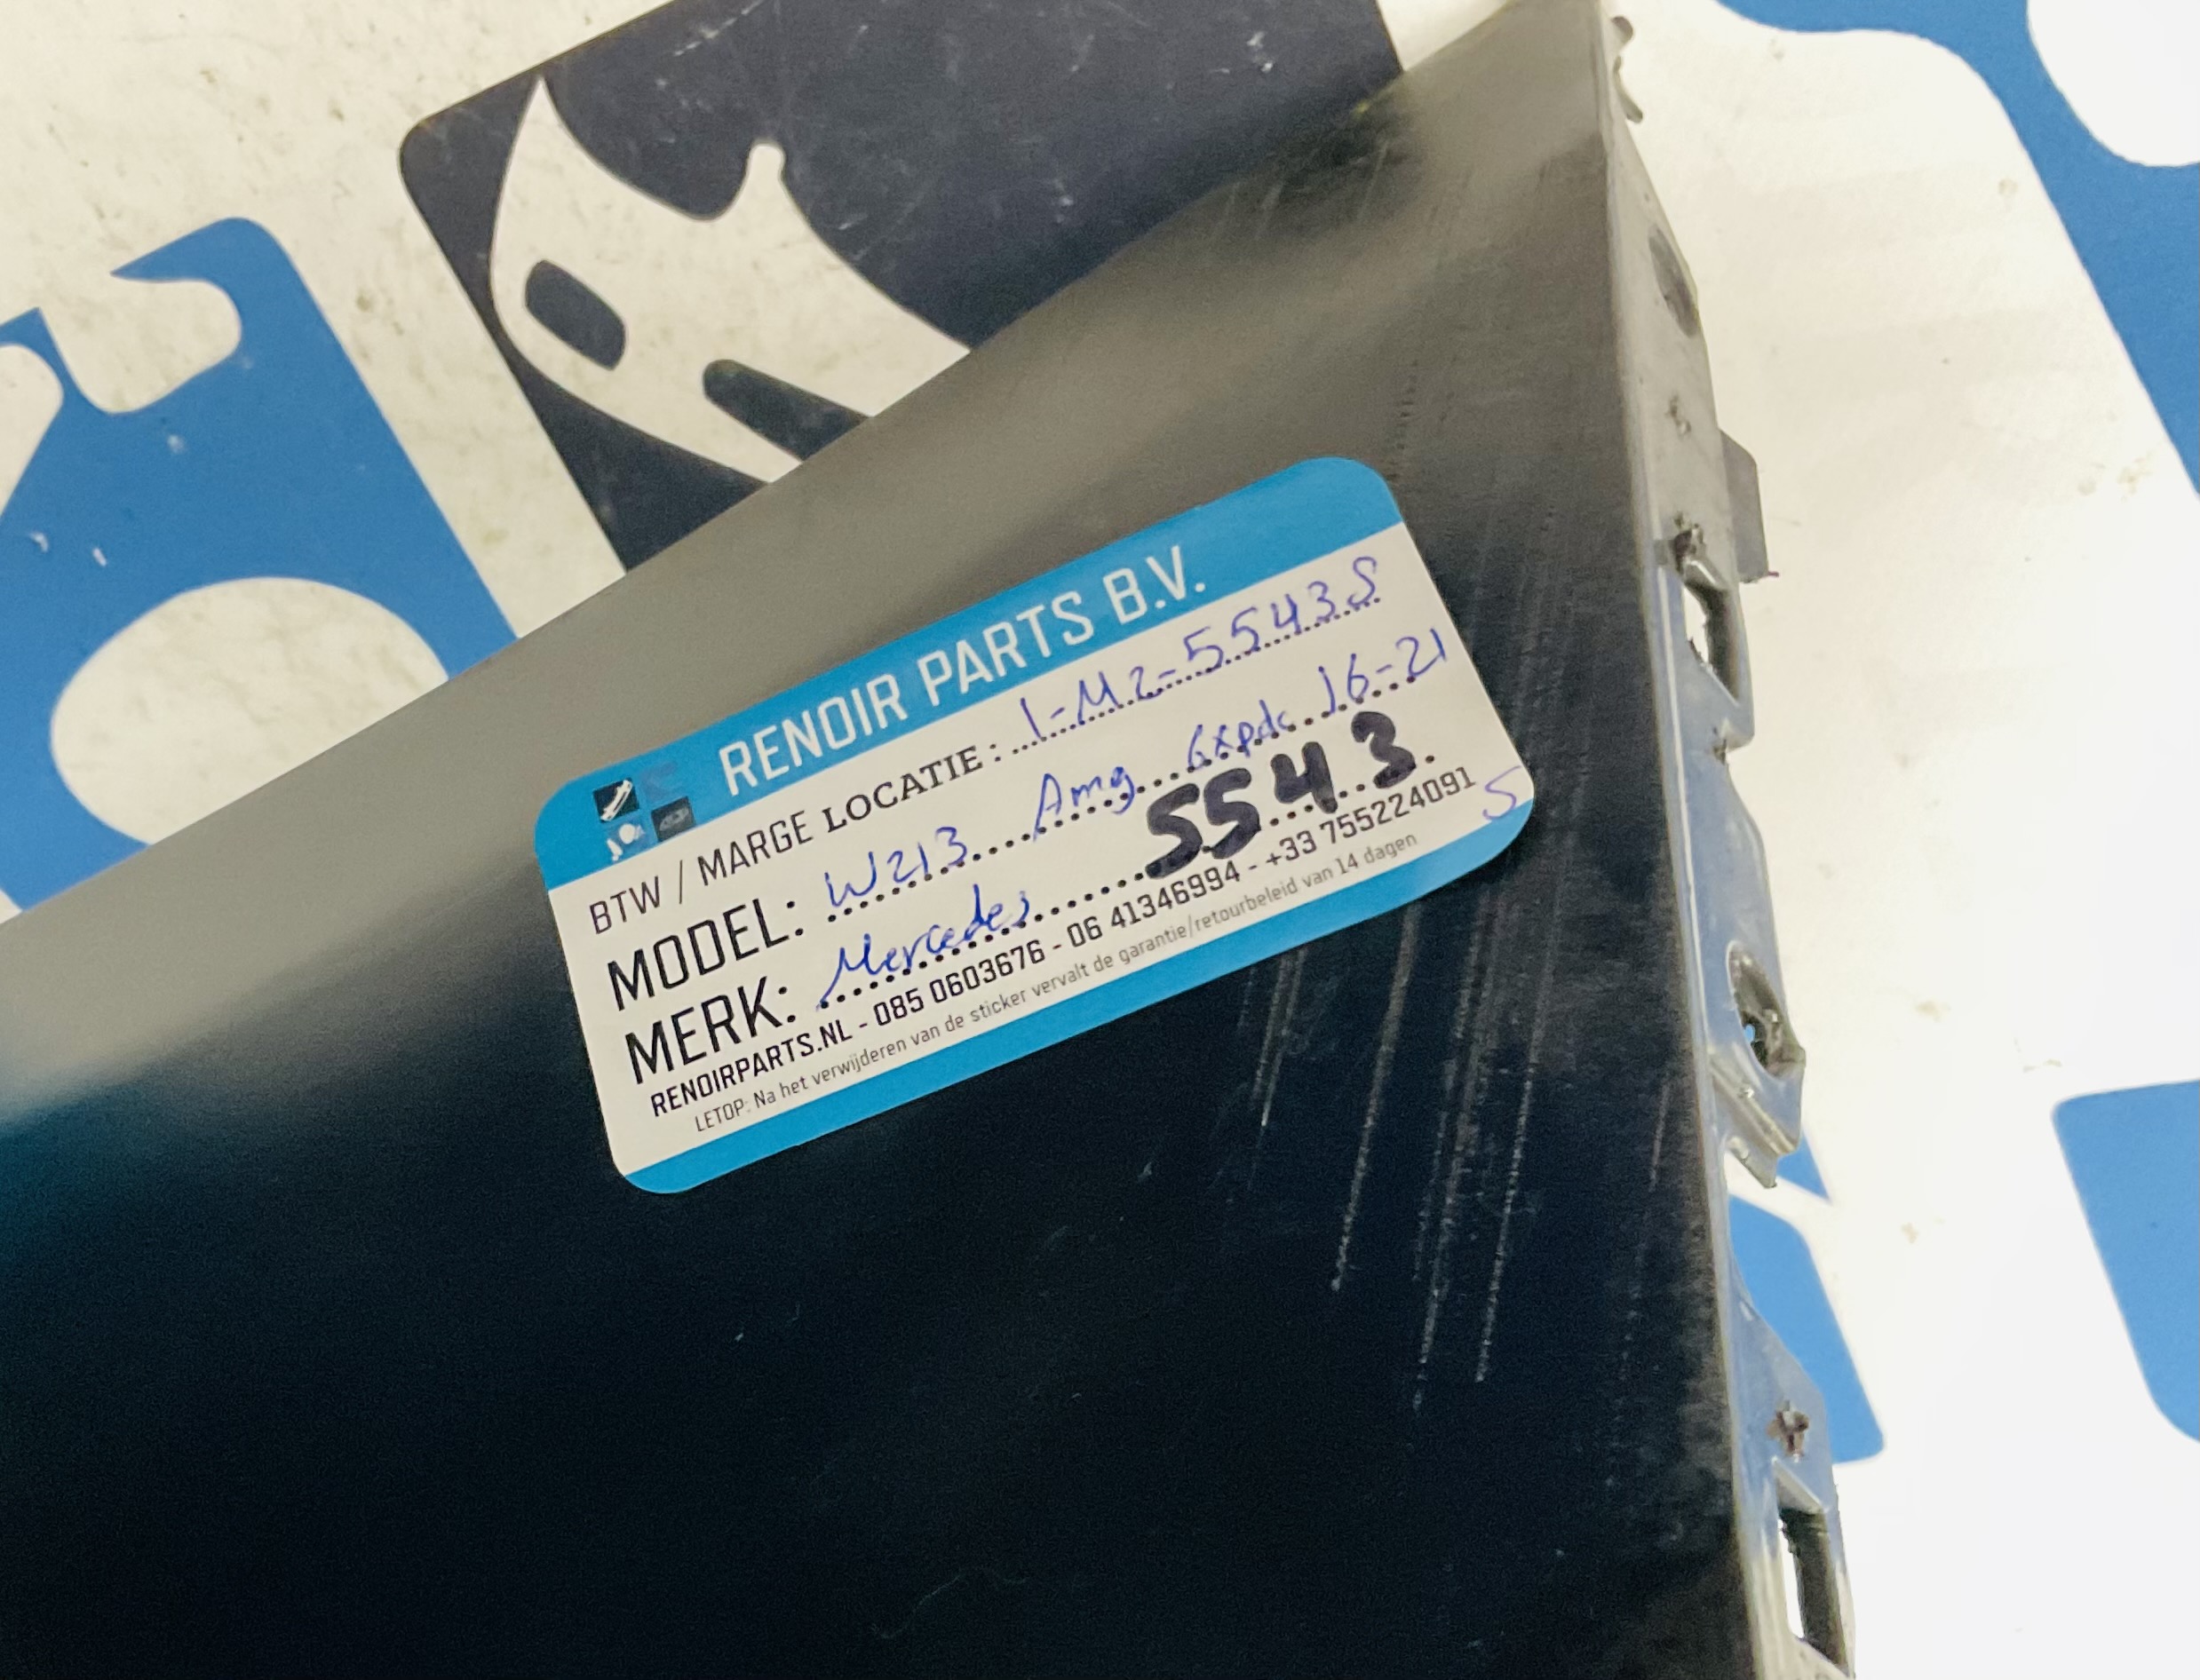 RENOIR PARTS B.V.
BTW / MARGE LOCATIE: 1-M2-5543S
MODEL: W213 Amg 6xpdc 16-21
MERK: Mercedes 5543 S
RENOIRPARTS.NL - 085 0603676 - 06 41346994 - +33 755224091
LETOP: Na het verwijderen van de sticker vervalt de garantie/retourbeleid van 14 dagen